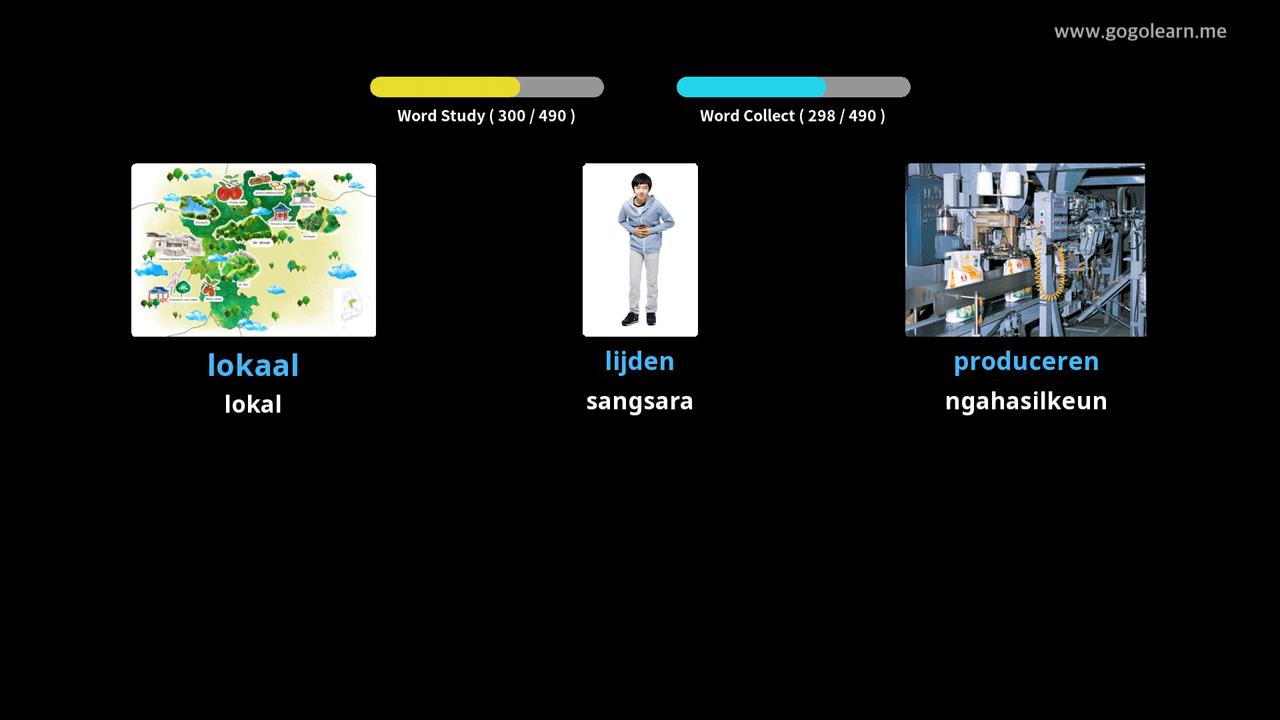 www.gogolearn.me
Word Study ( 300 / 490 )
Word Collect ( 298 / 490 )
lokaal
lijden
produceren
lokal
sangsara
ngahasilkeun